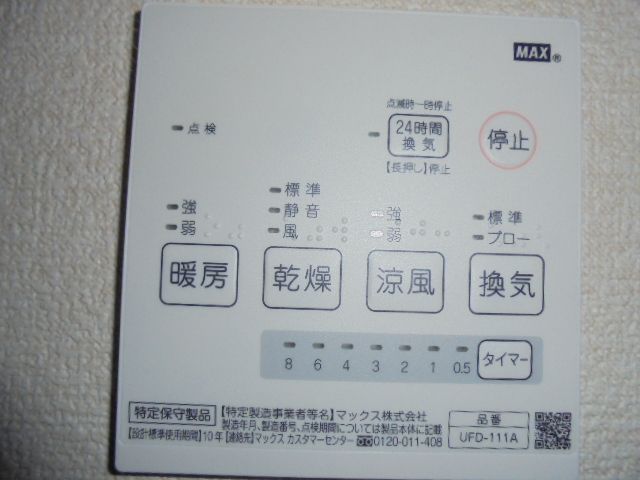 MAX®
点滅時一時停止
点検
24時間
換気
停止
【長押し】停止
強
弱
標準
静音
風
強
弱
標準
ブロー
暖房
乾燥
涼風
換気
8 6 4 3 2 1 0.5
タイマー
特定保守製品
【特定製造事業者等名】マックス株式会社
製造年月、製造番号、点検期間については製品本体に記載
【設計標準使用期間】10年【連絡先】マックス カスタマーセンター 0120-011-408
品番
UFD-111A